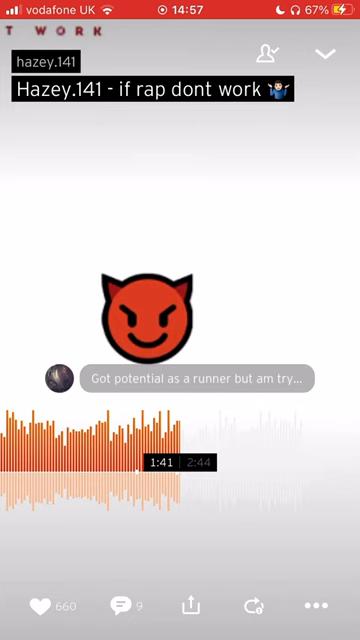 vodafone UK 14:57 67%
T WORK
hazey.141
Hazey.141 - if rap dont work 🤷🏻‍♂️
Got potential as a runner but am try...
1:41 | 2:44
660 9